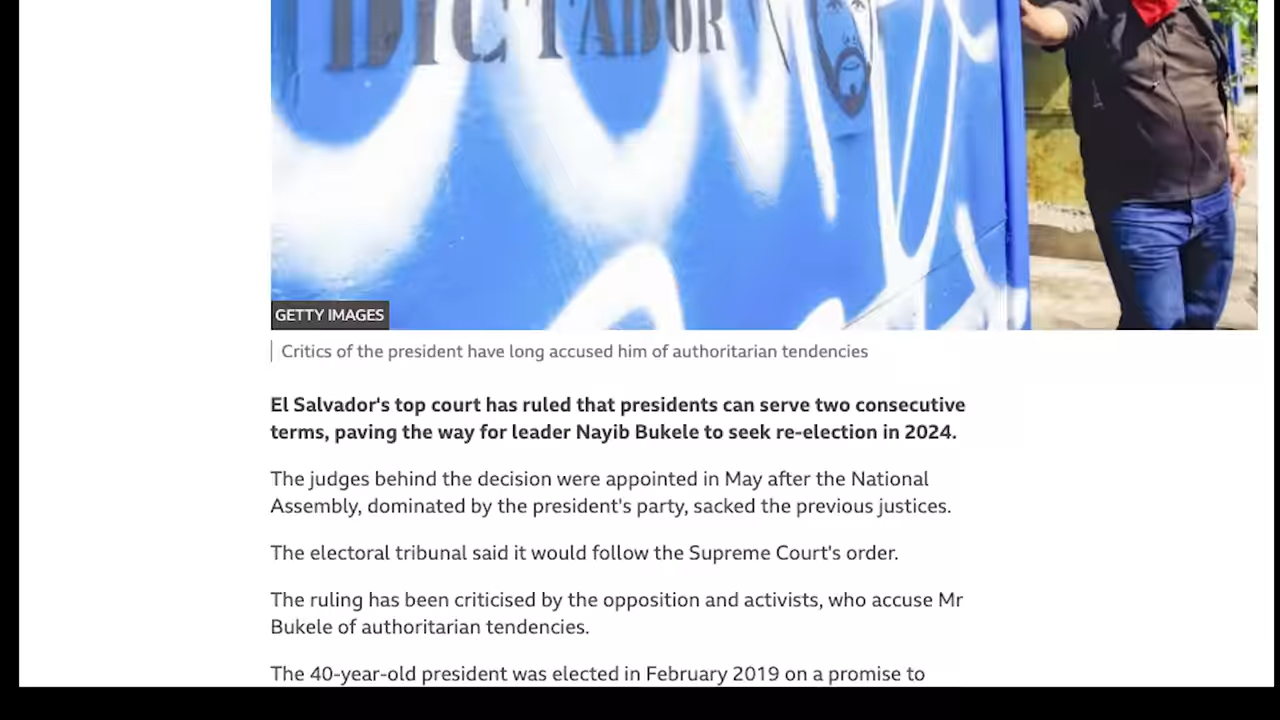 DICTADOR
GETTY IMAGES
Critics of the president have long accused him of authoritarian tendencies
El Salvador's top court has ruled that presidents can serve two consecutive
terms, paving the way for leader Nayib Bukele to seek re-election in 2024.
The judges behind the decision were appointed in May after the National
Assembly, dominated by the president's party, sacked the previous justices.
The electoral tribunal said it would follow the Supreme Court's order.
The ruling has been criticised by the opposition and activists, who accuse Mr
Bukele of authoritarian tendencies.
The 40-year-old president was elected in February 2019 on a promise to